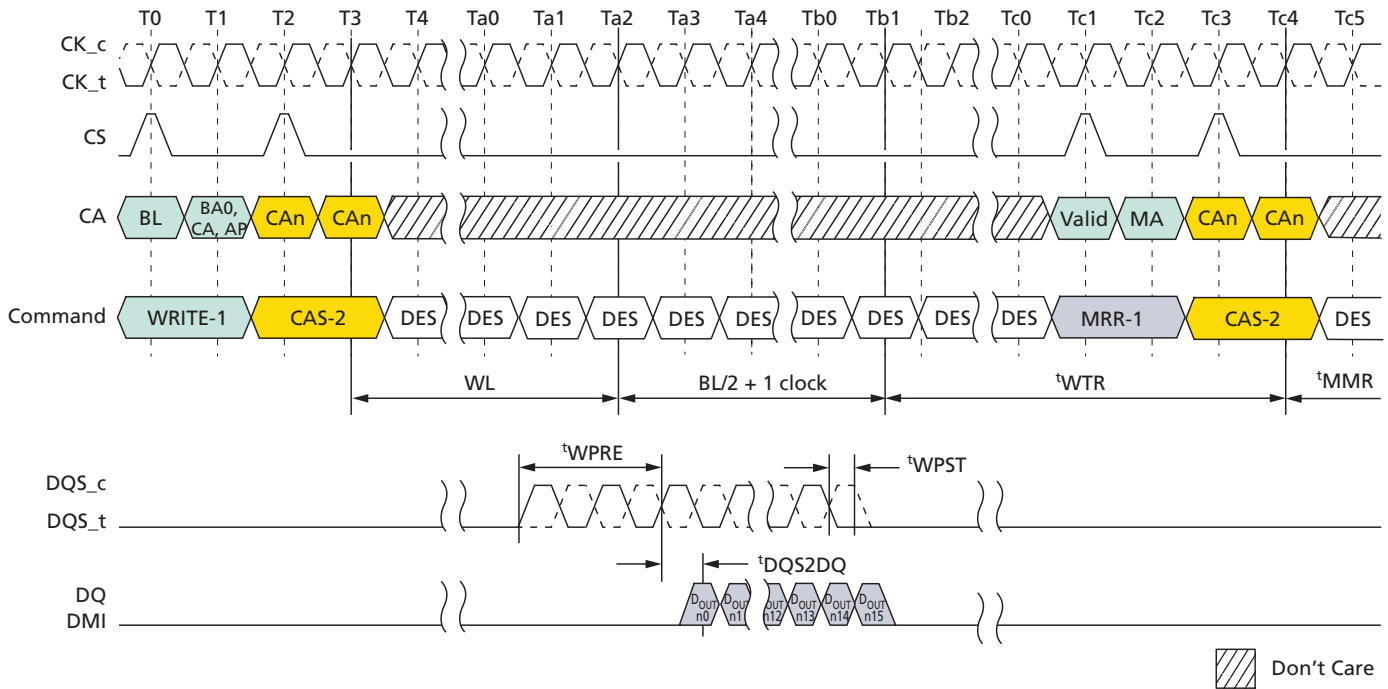 T0 T1 T2 T3 T4 Ta0 Ta1 Ta2 Ta3 Ta4 Tb0 Tb1 Tb2 Tc0 Tc1 Tc2 Tc3 Tc4 Tc5
CK_c
CK_t
CS
CA BL BA0, CA, AP CAn CAn Valid MA CAn CAn
Command WRITE-1 CAS-2 DES DES DES DES DES DES DES DES DES DES MRR-1 CAS-2 DES
WL BL/2 + 1 clock tWTR tMMR
tWPRE tWPST
DQS_c
DQS_t
tDQS2DQ
DQ
DMI
DOUT n0 DOUT n1 DOUT n12 DOUT n13 DOUT n14 DOUT n15
Don't Care